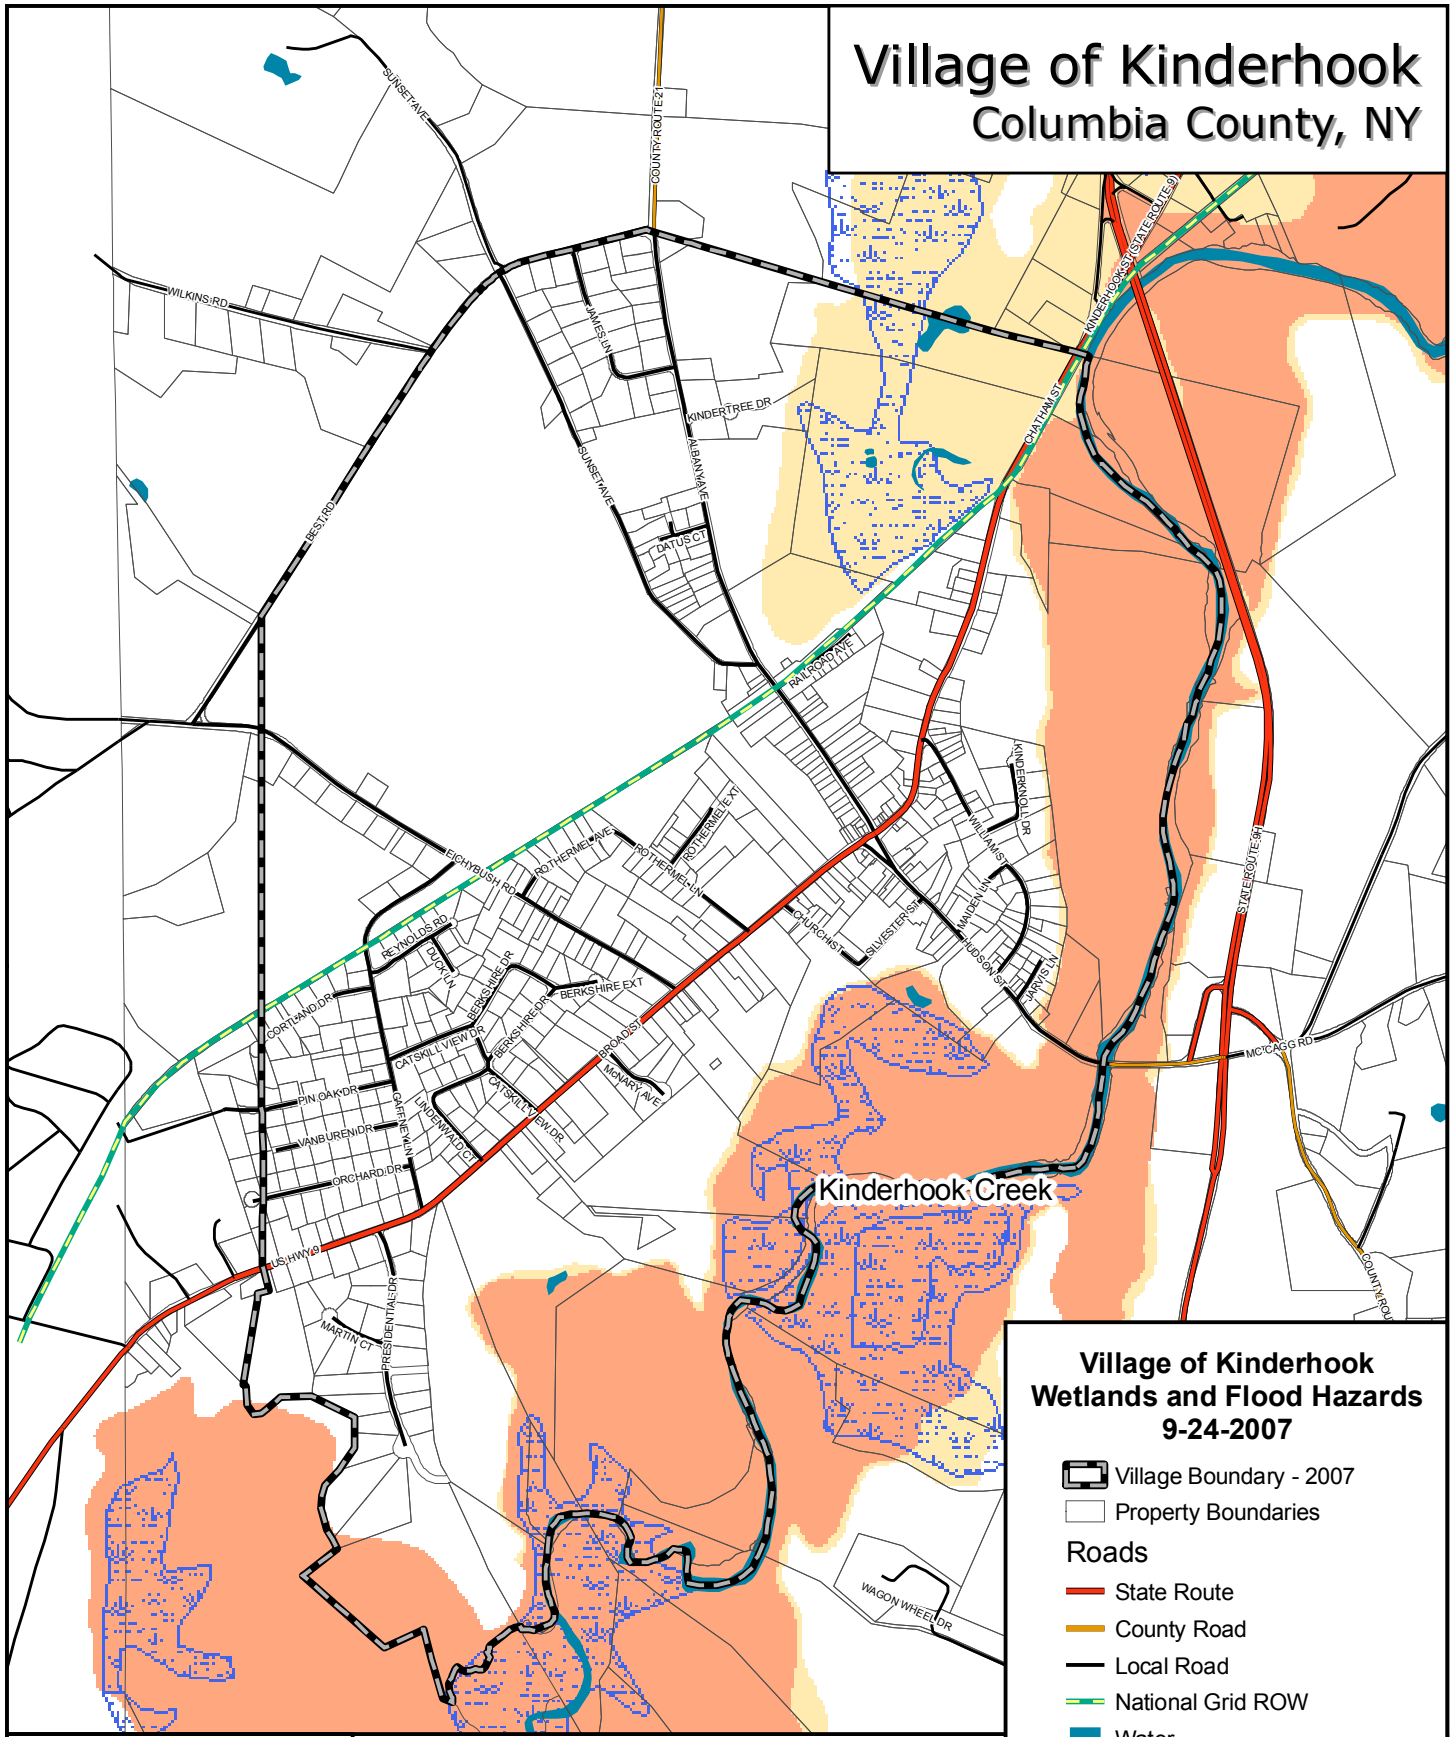 Village of Kinderhook
Columbia County, NY
SUNSET AVE
COUNTY ROUTE 21
KINDERHOOK ST (STATE ROUTE 9)
WILKINS RD
JAMES LN
KINDERTREE DR
CHATHAM ST
ALBANY AVE
SUNSET AVE
BEST RD
DATUS CT
RAILROAD AVE
KINDERKNOLL DR
ROTHERMEL EXT
WILLIAM ST
ROTHERMEL AVE
ROTHERMEL LN
EICHYBUSH RD
STATE ROUTE 9H
MAIDEN LN
CHURCH ST
SILVESTER ST
HUDSON ST
JARVIS LN
REYNOLDS RD
DUCK LN
BERKSHIRE DR
BERKSHIRE EXT
BERKSHIRE DR
CORTLAND DR
CATSKILL VIEW DR
BROAD ST
MC CAGG RD
McNARY AVE
CATSKILL VIEW DR
PIN OAK DR
GAFFNEY LN
LINDENWALD CT
VANBUREN DR
ORCHARD DR
Kinderhook Creek
US HWY 9
COUNTY ROU
PRESIDENTIAL DR
MARTIN CT
WAGON WHEEL DR
Village of Kinderhook
Wetlands and Flood Hazards
9-24-2007
Village Boundary - 2007
Property Boundaries
Roads
State Route
County Road
Local Road
National Grid ROW
Water